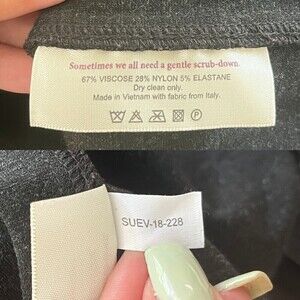 Sometimes we all need a gentle scrub-down.
67% VISCOSE 28% NYLON 5% ELASTANE
Dry clean only.
Made in Vietnam with fabric from Italy.
SUEV-18-228